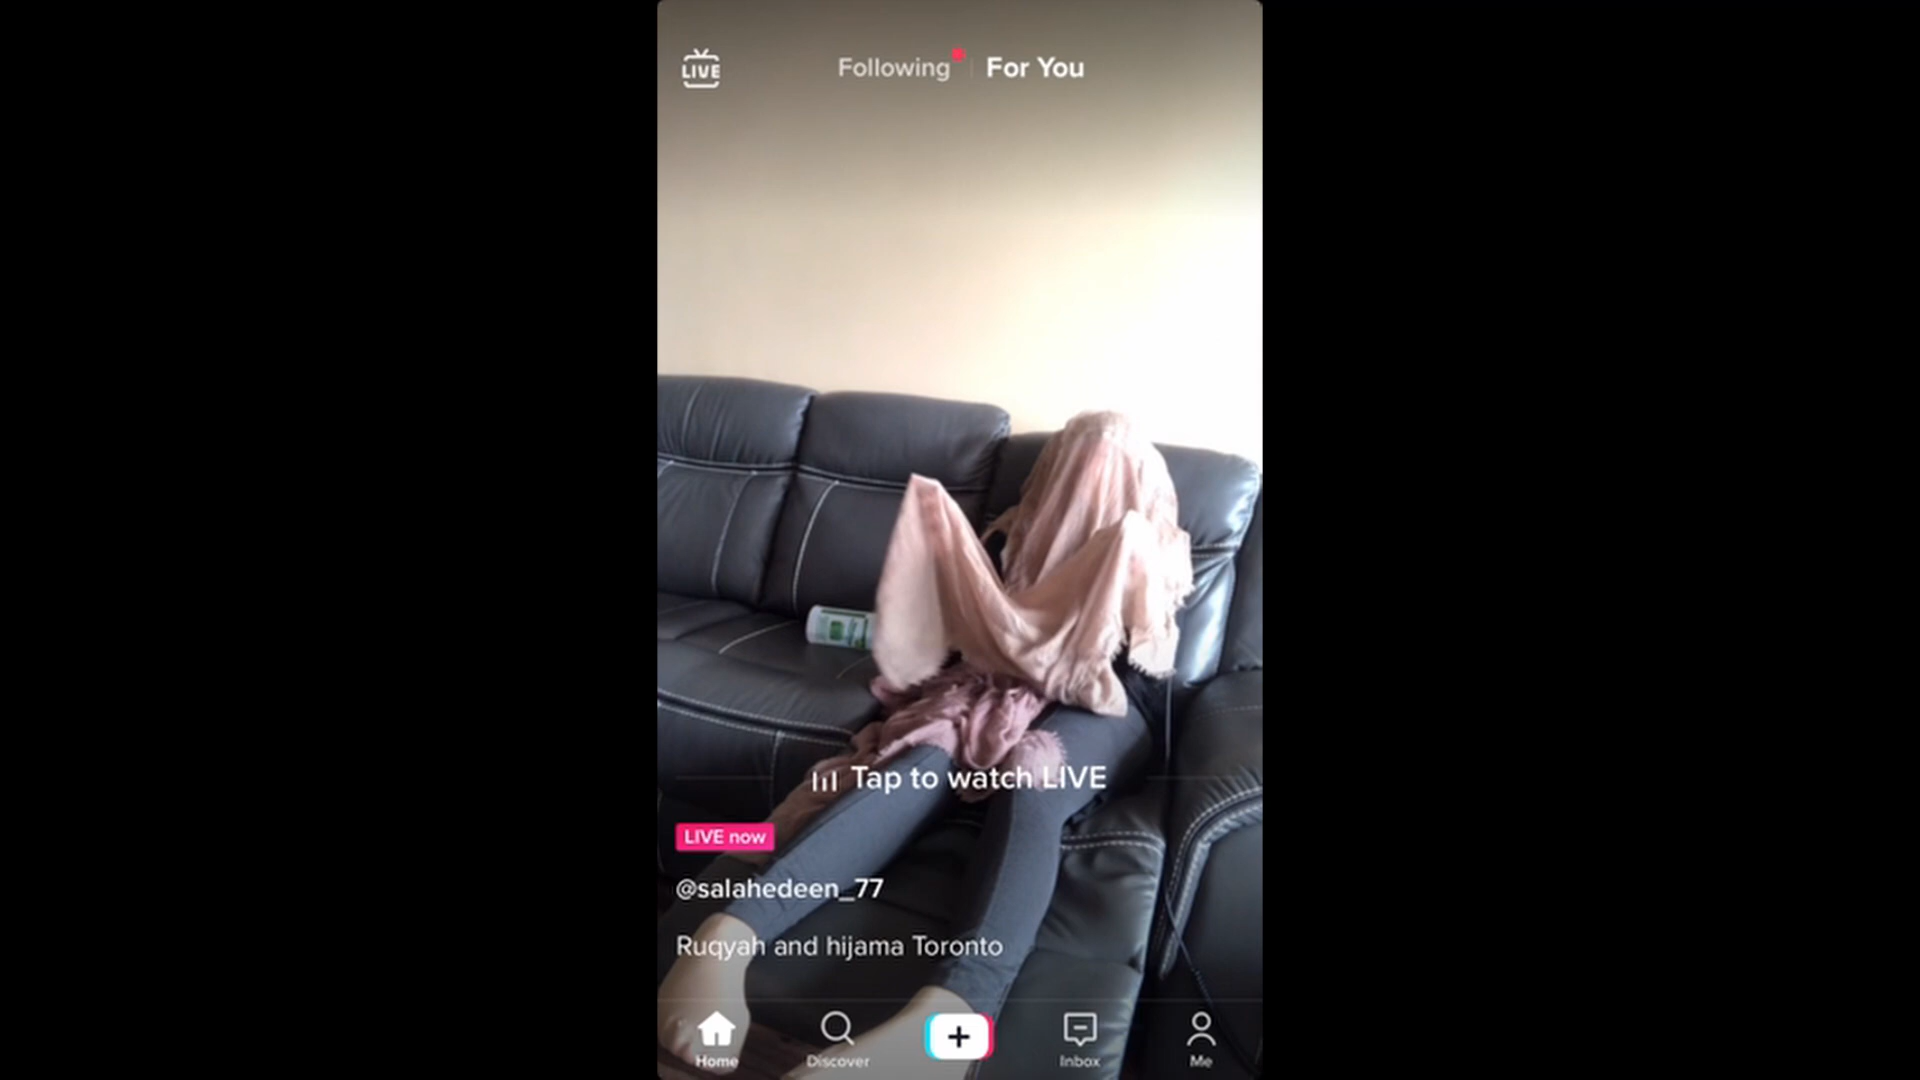 LIVE
Following
For You
Tap to watch LIVE
LIVE now
@salahedeen_77
Ruqyah and hijama Toronto
Home
Discover
Inbox
Me